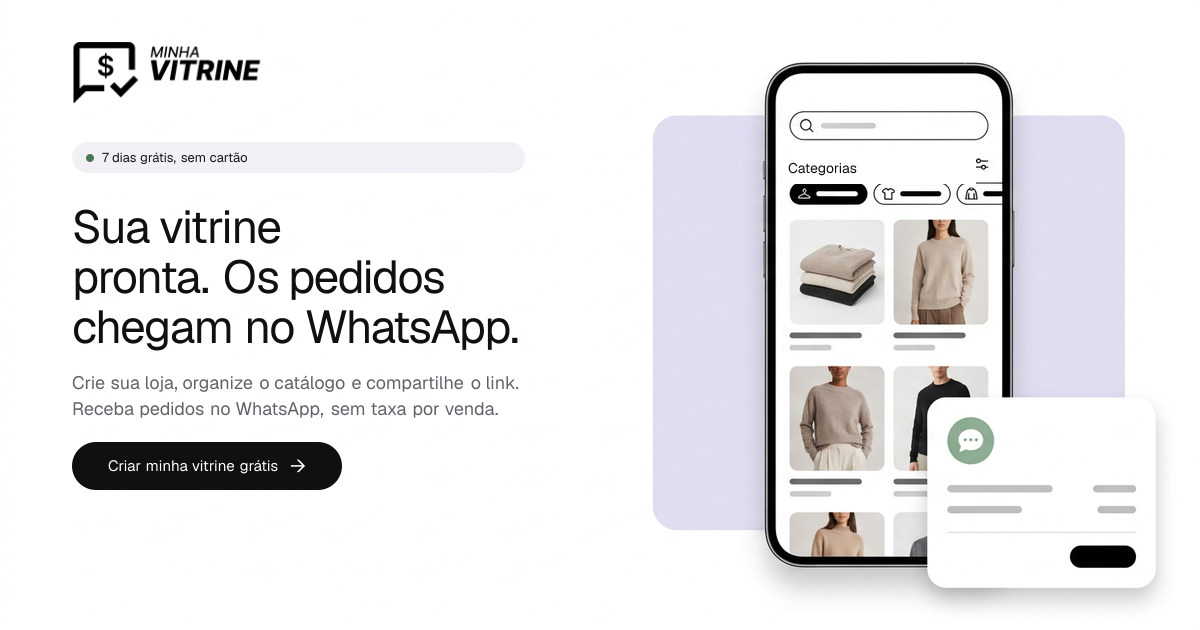 MINHA
VITRINE
7 dias grátis, sem cartão
Sua vitrine
pronta. Os pedidos
chegam no WhatsApp.
Crie sua loja, organize o catálogo e compartilhe o link.
Receba pedidos no WhatsApp, sem taxa por venda.
Criar minha vitrine grátis
Categorias